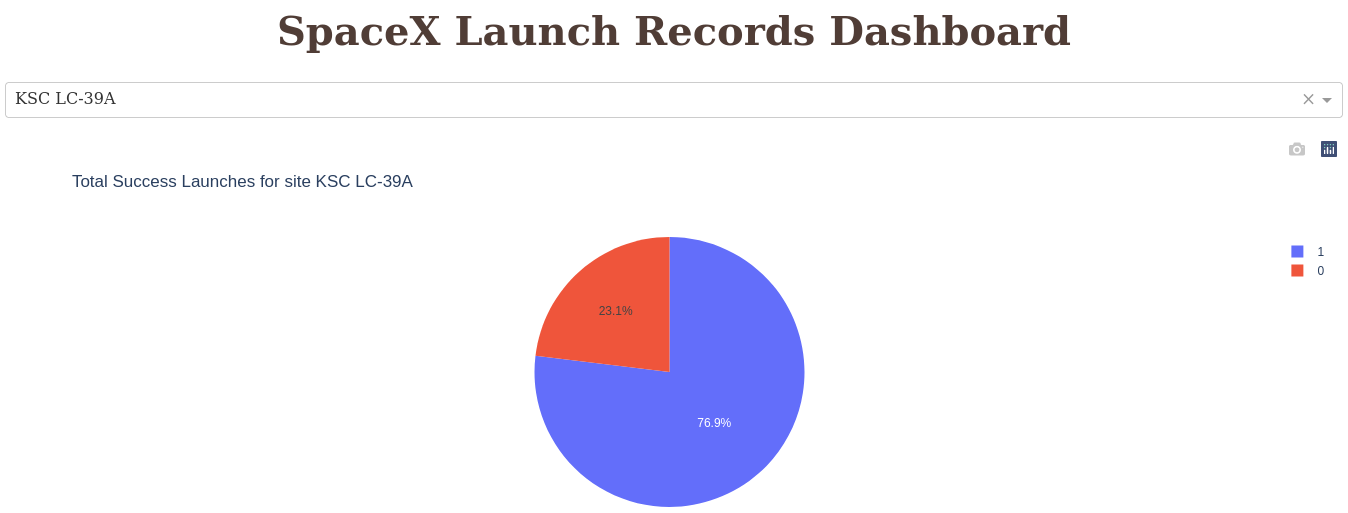 SpaceX Launch Records Dashboard
KSC LC-39A
Total Success Launches for site KSC LC-39A
1
0
23.1%
76.9%